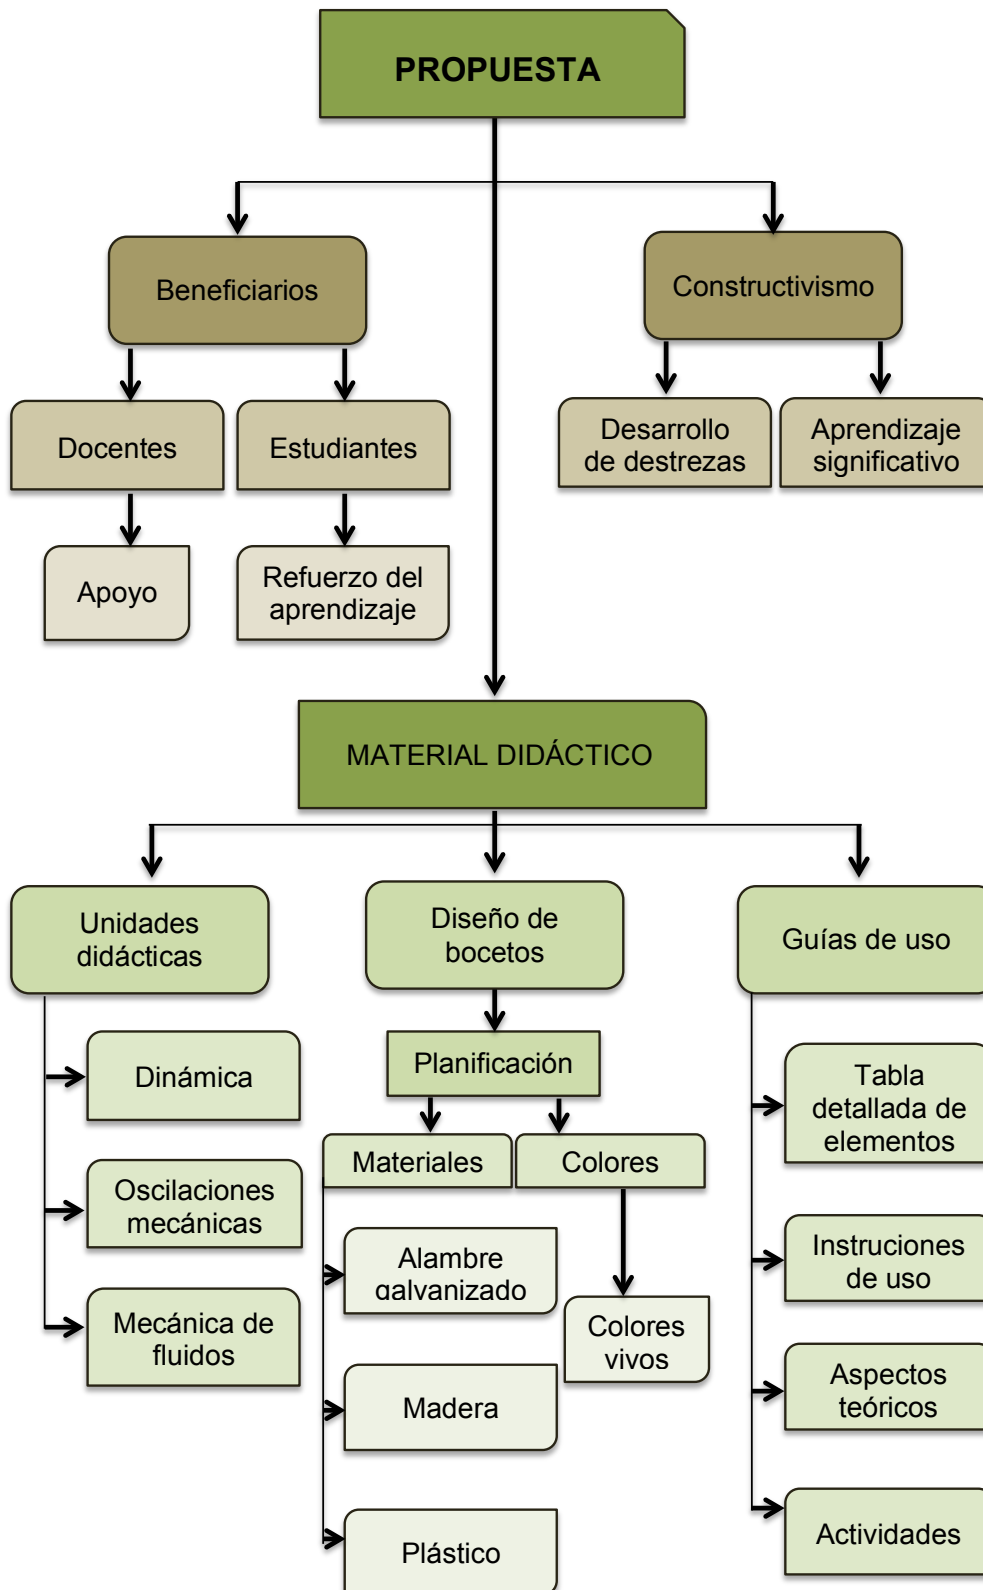 PROPUESTA
Beneficiarios
Constructivismo
Docentes
Estudiantes
Desarrollo
de destrezas
Aprendizaje
significativo
Apoyo
Refuerzo del
aprendizaje
MATERIAL DIDÁCTICO
Unidades
didácticas
Diseño de
bocetos
Guías de uso
Dinámica
Oscilaciones
mecánicas
Mecánica de
fluidos
Planificación
Materiales
Colores
Alambre
galvanizado
Madera
Plástico
Colores
vivos
Tabla
detallada de
elementos
Instruciones
de uso
Aspectos
teóricos
Actividades